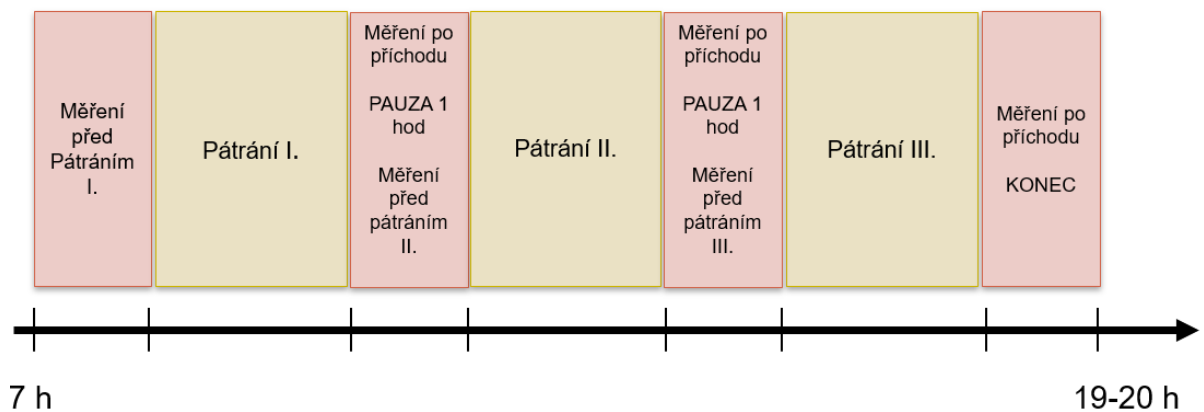 Měření
před
Pátráním
I.
Pátrání I.
Měření po
příchodu
PAUZA 1
hod
Měření
před
pátráním
II.
Pátrání II.
Měření po
příchodu
PAUZA 1
hod
Měření
před
pátráním
III.
Pátrání III.
Měření po
příchodu
KONEC
7 h
19-20 h